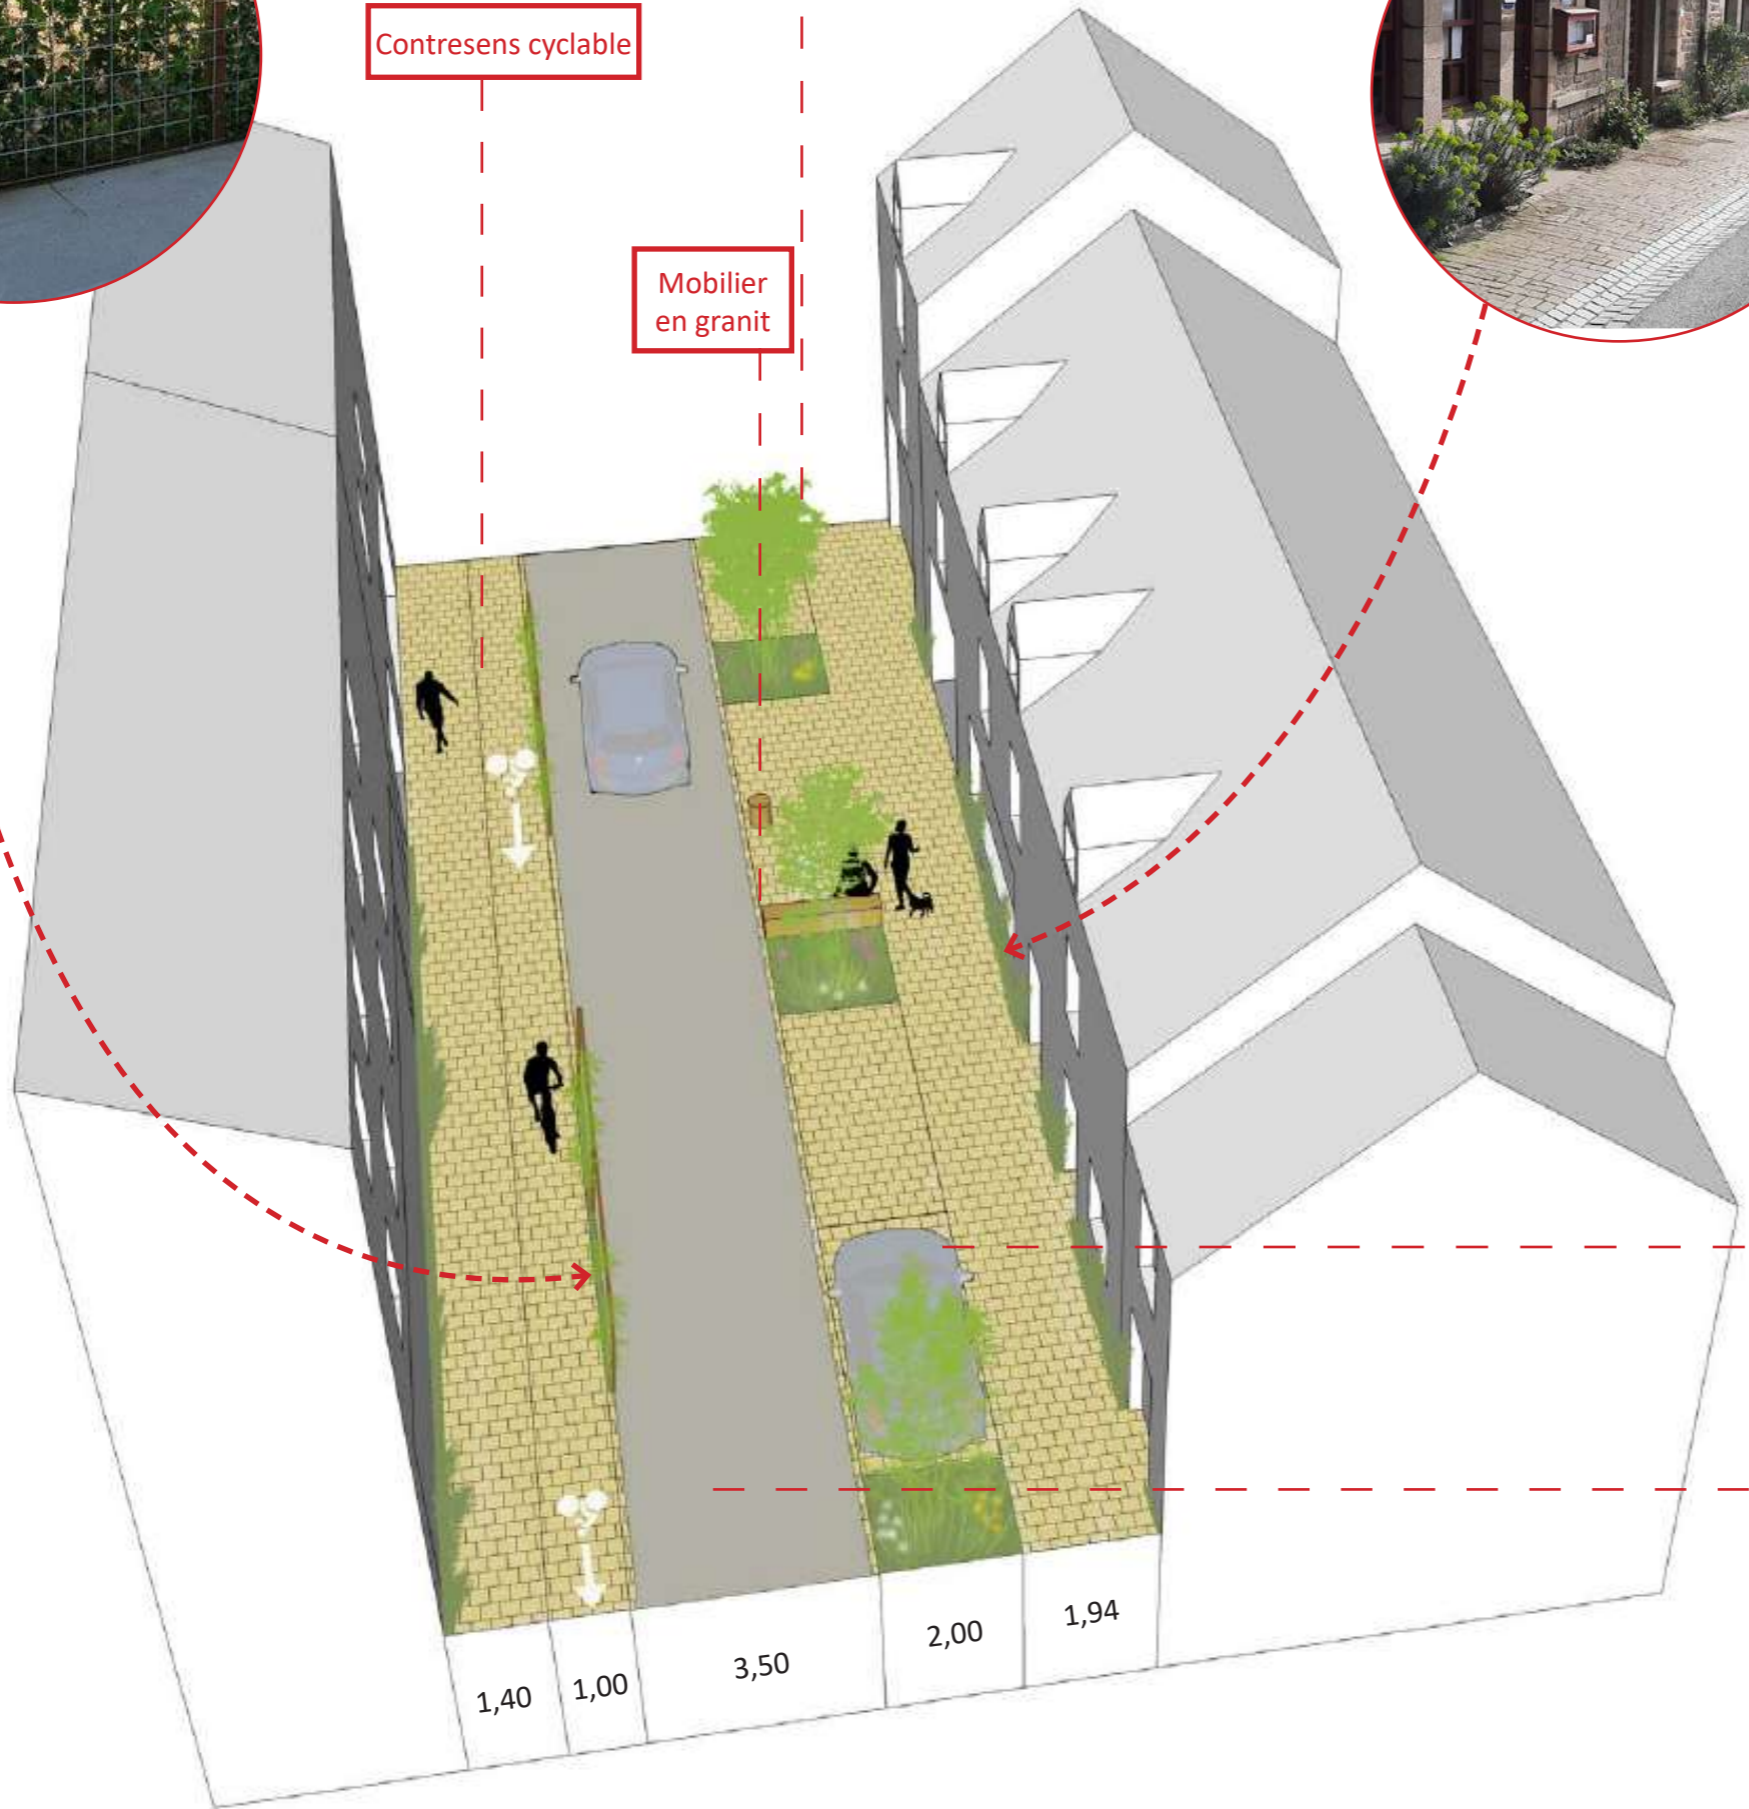 Contresens cyclable
Mobilier
en granit
1,40
1,00
3,50
2,00
1,94